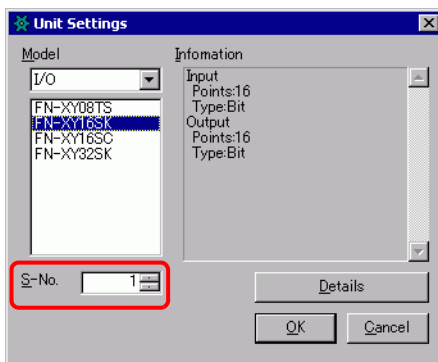 Unit Settings
Model
Infomation
I/O
FN-XY08TS
FN-XY16SK
FN-XY16SC
FN-XY32SK
Input
Points:16
Type:Bit
Output
Points:16
Type:Bit
S-No.
1
Details
OK
Cancel